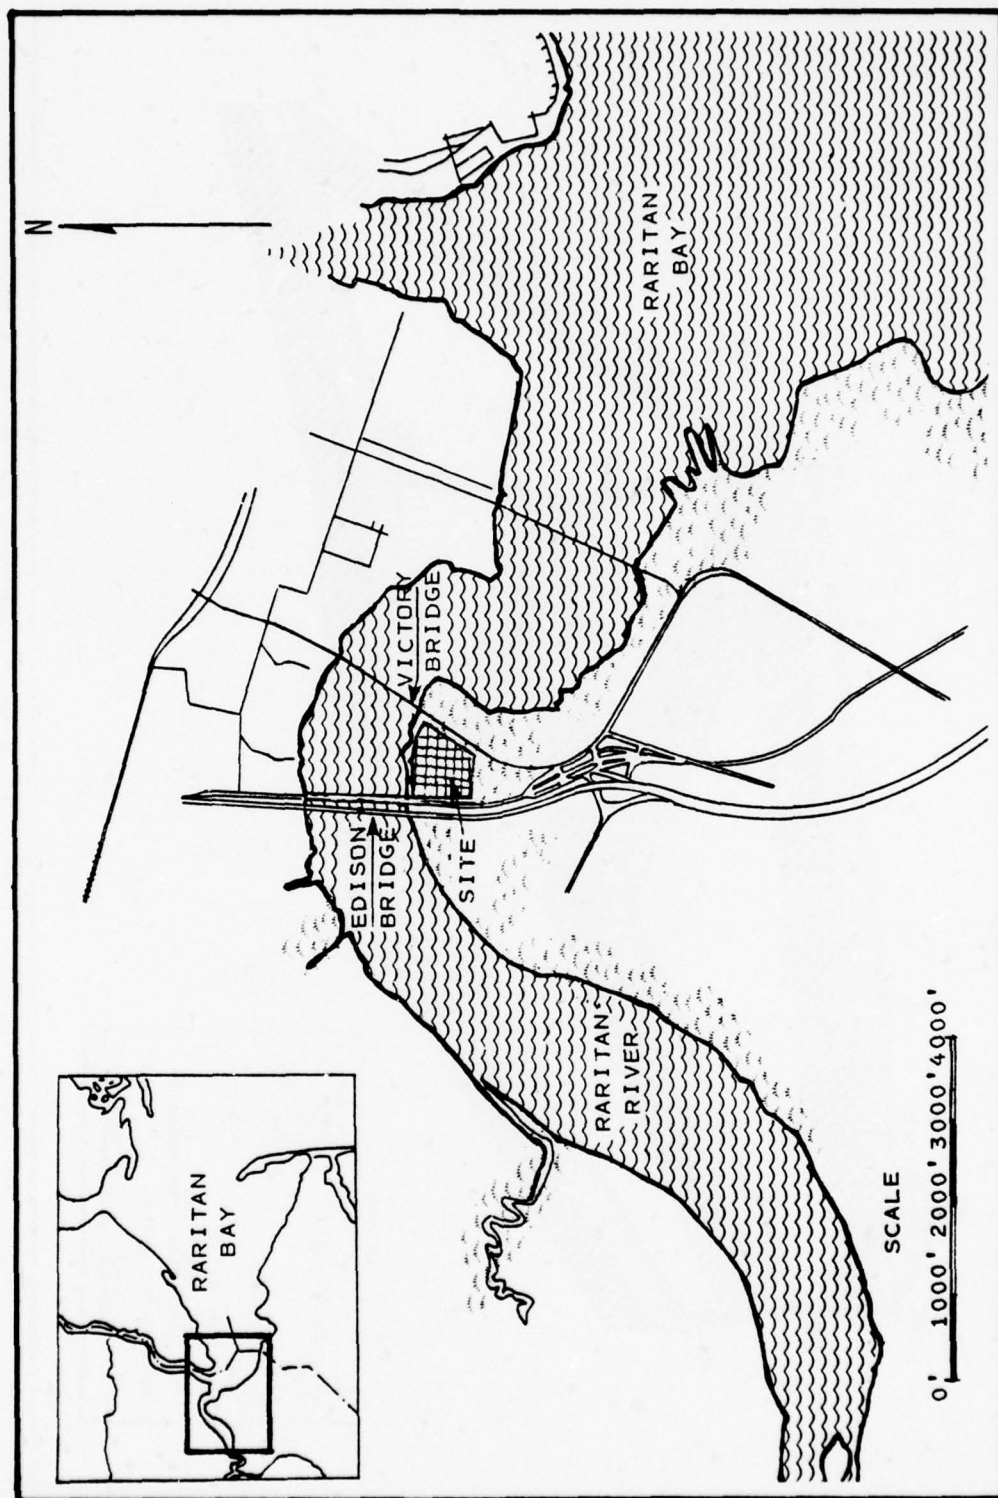 N
RARITAN
BAY
VICTORY
BRIDGE
EDISON
BRIDGE
SITE
RARITAN
RIVER
RARITAN
BAY
SCALE
0' 1000' 2000' 3000' 4000'